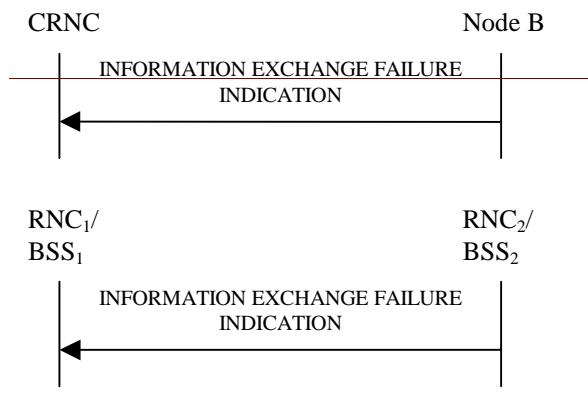 CRNC Node B
INFORMATION EXCHANGE FAILURE
INDICATION
RNC₁/ RNC₂/
BSS₁ BSS₂
INFORMATION EXCHANGE FAILURE
INDICATION